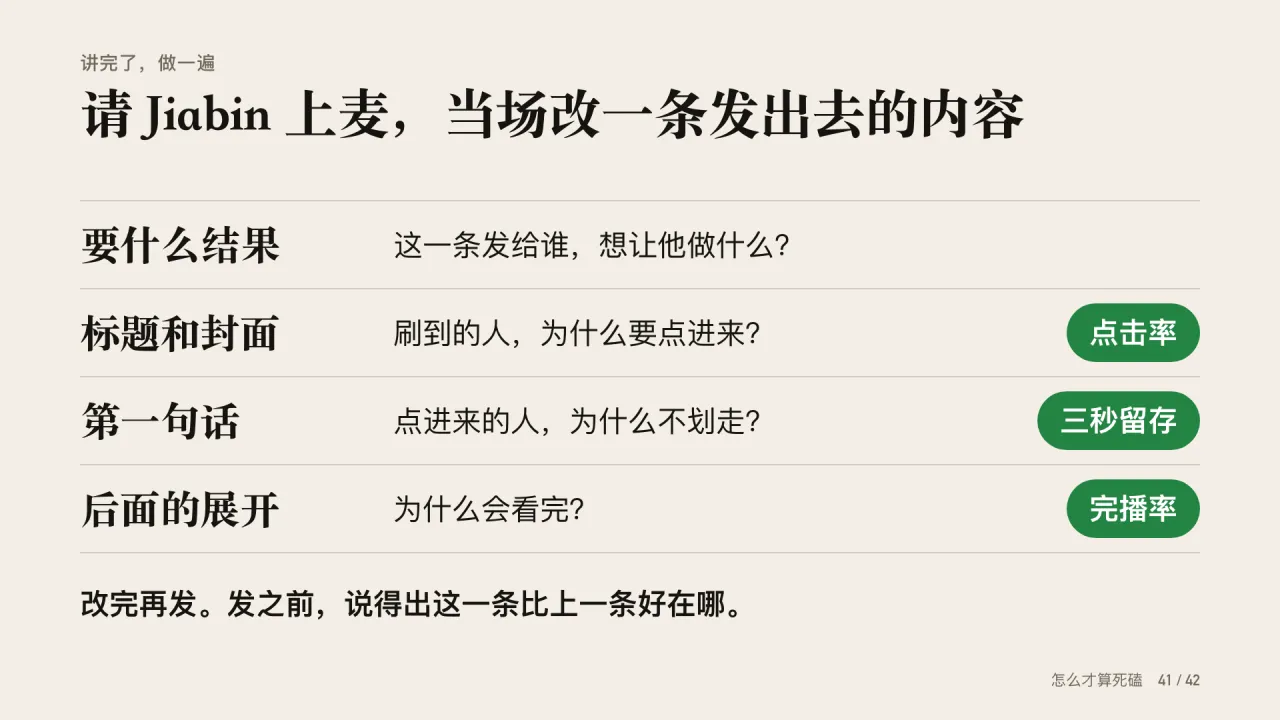 讲完了，做一遍
请 Jiabin 上麦，当场改一条发出去的内容
要什么结果 这一条发给谁，想让他做什么？
标题和封面 刷到的人，为什么要点进来？ 点击率
第一句话 点进来的人，为什么不划走？ 三秒留存
后面的展开 为什么会看完？ 完播率
改完再发。发之前，说得出这一条比上一条好在哪。
怎么才算死磕 41 / 42